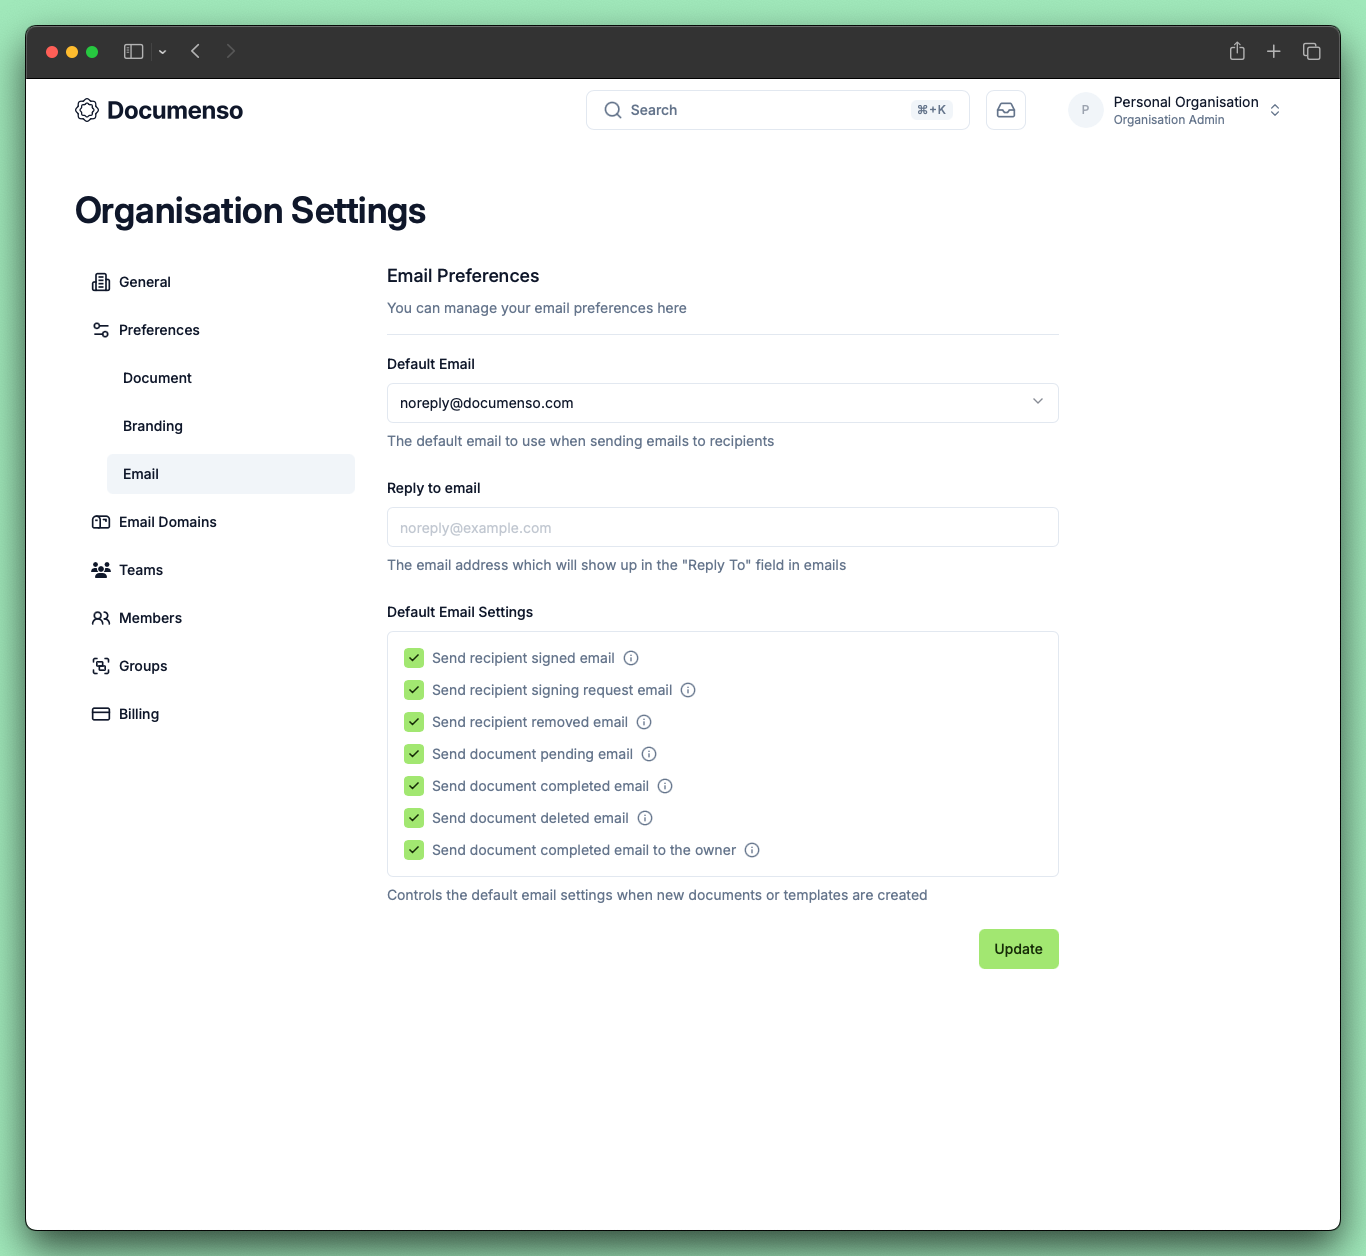 Documenso
Search
⌘+K
P
Personal Organisation
Organisation Admin
Organisation Settings
General
Preferences
Document
Branding
Email
Email Domains
Teams
Members
Groups
Billing
Email Preferences
You can manage your email preferences here
Default Email
noreply@documenso.com
The default email to use when sending emails to recipients
Reply to email
noreply@example.com
The email address which will show up in the "Reply To" field in emails
Default Email Settings
Send recipient signed email
Send recipient signing request email
Send recipient removed email
Send document pending email
Send document completed email
Send document deleted email
Send document completed email to the owner
Controls the default email settings when new documents or templates are created
Update